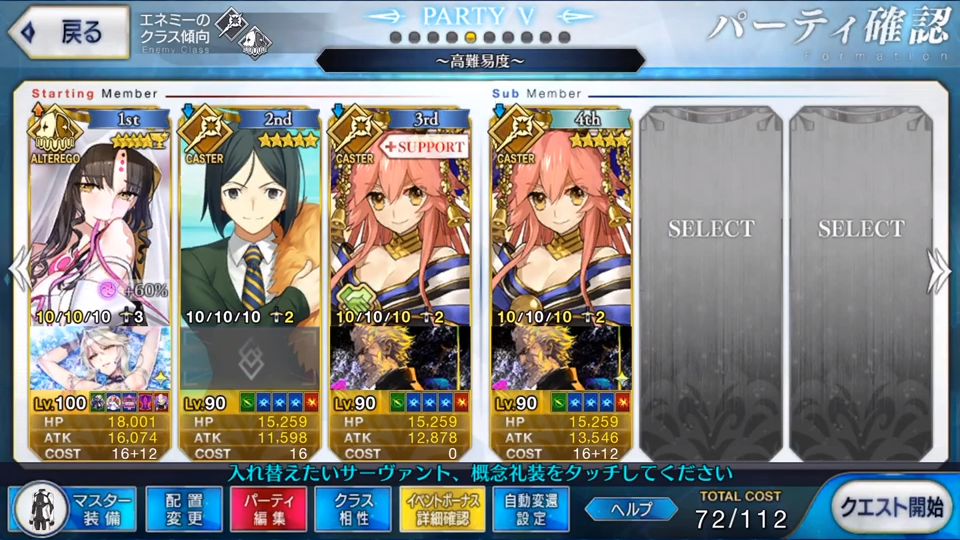 戻る
エネミーの
クラス傾向
Enemy Class
PARTY V
~高難易度~
パーティ確認
Formation
Starting Member
Sub Member
1st
2nd
3rd
4th
ALTEREGO
CASTER
CASTER
+SUPPORT
CASTER
SELECT
SELECT
+60%
10/10/10 3
10/10/10 2
10/10/10 2
10/10/10 2
Lv.100
HP 18,001
ATK 16,074
COST 16+12
Lv.90
HP 15,259
ATK 11,598
COST 16
Lv.90
HP 15,259
ATK 12,878
COST 0
Lv.90
HP 15,259
ATK 13,546
COST 16+12
入れ替えたいサーヴァント、概念礼装をタッチしてください
マスター
装備
配置
変更
パーティ
編集
クラス
相性
イベントボーナス
詳細確認
自動変還
設定
ヘルプ
TOTAL COST
72/112
クエスト開始